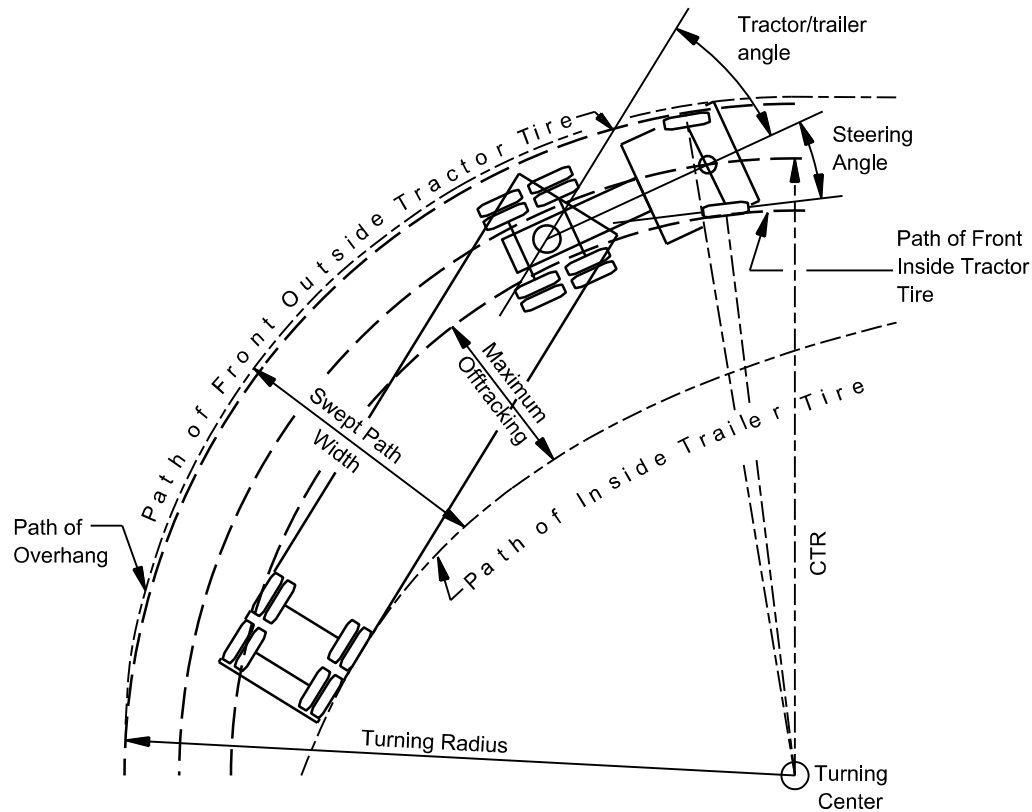 Tractor/trailer
angle
Steering
Angle
Path of Front Outside Tractor Tire
Path of Front
Inside Tractor
Tire
Maximum
Offtracking
Swept Path
Width
Path of Inside Trailer Tire
Path of
Overhang
CTR
Turning Radius
Turning
Center